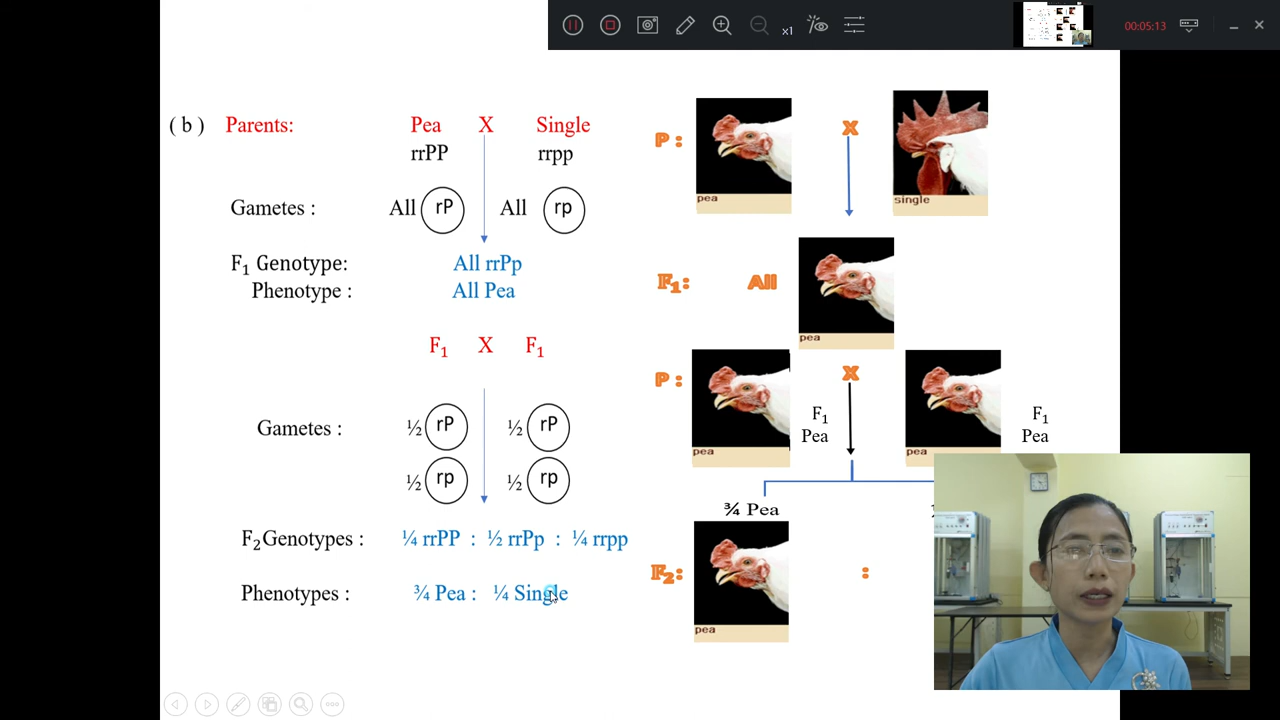 x1
00:05:13
( b ) Parents: Pea X Single
rrPP rrpp
Gametes : All rP All rp
F₁ Genotype: All rrPp
Phenotype : All Pea
F₁ X F₁
Gametes : ½ rP ½ rP
½ rp ½ rp
F₂Genotypes : ¼ rrPP : ½ rrPp : ¼ rrpp
Phenotypes : ¾ Pea : ¼ Single
P : X
pea single
F₁: All
pea
P : X
F₁ F₁
Pea Pea
pea pea
¾ Pea
F₂: :
pea